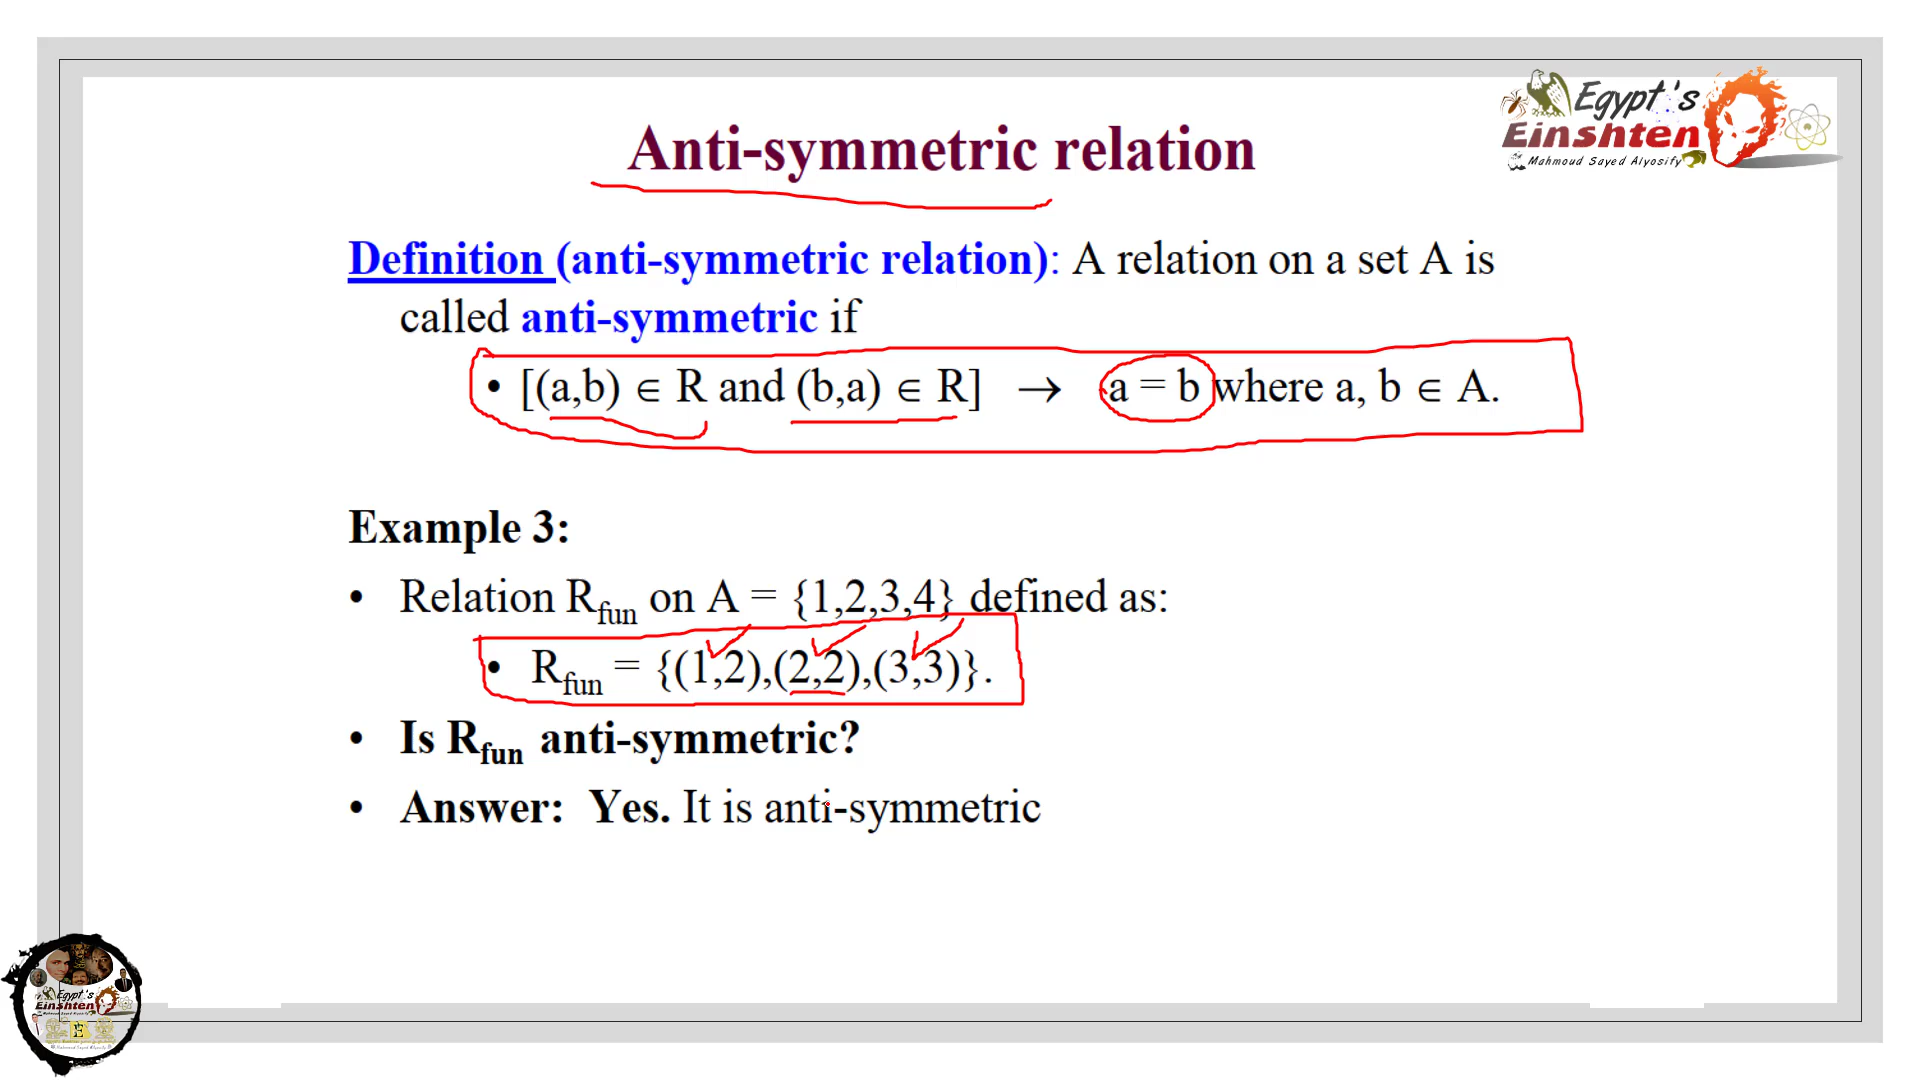 Egypt's
Einshten
Mahmoud Sayed Alyosify
Anti-symmetric relation
Definition (anti-symmetric relation): A relation on a set A is
called anti-symmetric if
• [(a,b) ∈ R and (b,a) ∈ R] → a = b where a, b ∈ A.
Example 3:
• Relation Rfun on A = {1,2,3,4} defined as:
• Rfun = {(1,2),(2,2),(3,3)}.
• Is Rfun anti-symmetric?
• Answer: Yes. It is anti-symmetric
Egypt's
Einshten